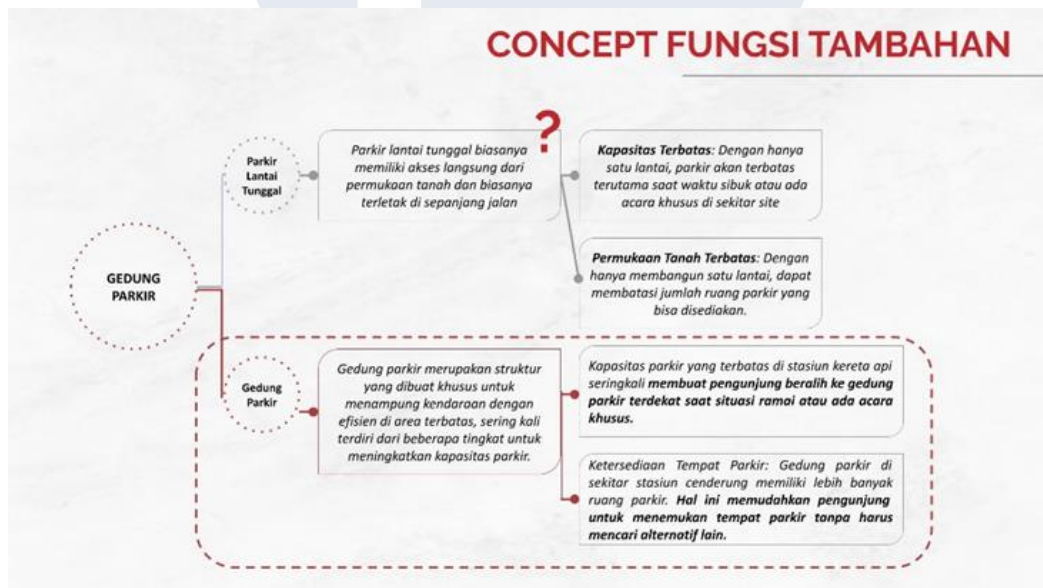 CONCEPT FUNGSI TAMBAHAN
GEDUNG
PARKIR
Parkir
Lantai
Tunggal
Parkir lantai tunggal biasanya
memiliki akses langsung dari
permukaan tanah dan biasanya
terletak di sepanjang jalan
?
Kapasitas Terbatas: Dengan hanya
satu lantai, parkir akan terbatas
terutama saat waktu sibuk atau ada
acara khusus di sekitar site
Permukaan Tanah Terbatas: Dengan
hanya membangun satu lantai, dapat
membatasi jumlah ruang parkir yang
bisa disediakan.
Gedung
Parkir
Gedung parkir merupakan struktur
yang dibuat khusus untuk
menampung kendaraan dengan
efisien di area terbatas, sering kali
terdiri dari beberapa tingkat untuk
meningkatkan kapasitas parkir.
Kapasitas parkir yang terbatas di stasiun kereta api
seringkali membuat pengunjung beralih ke gedung
parkir terdekat saat situasi ramai atau ada acara
khusus.
Ketersediaan Tempat Parkir: Gedung parkir di
sekitar stasiun cenderung memiliki lebih banyak
ruang parkir. Hal ini memudahkan pengunjung
untuk menemukan tempat parkir tanpa harus
mencari alternatif lain.